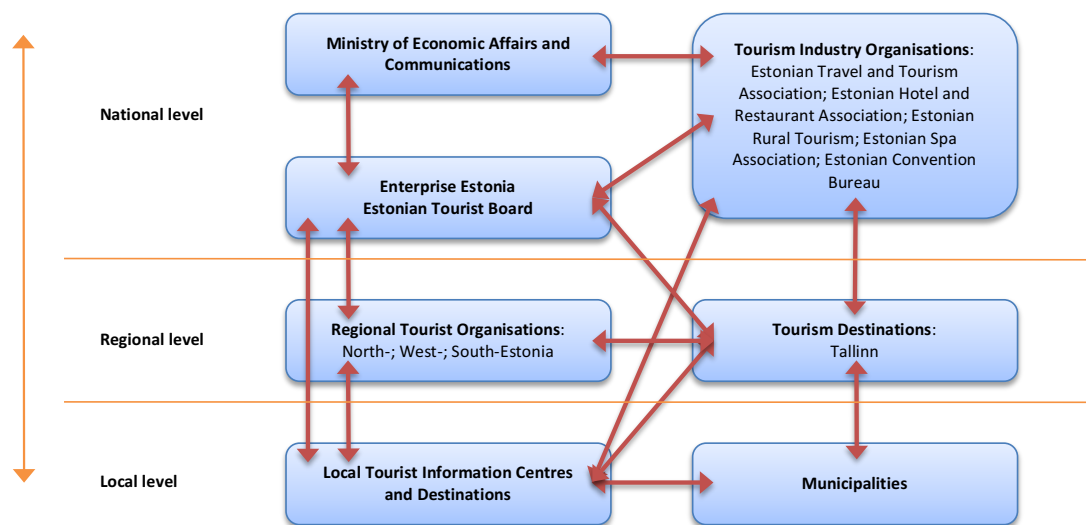 Ministry of Economic Affairs and
Communications
Tourism Industry Organisations:
Estonian Travel and Tourism
Association; Estonian Hotel and
Restaurant Association; Estonian
Rural Tourism; Estonian Spa
Association; Estonian Convention
Bureau
National level
Enterprise Estonia
Estonian Tourist Board
Regional level
Regional Tourist Organisations:
North-; West-; South-Estonia
Tourism Destinations:
Tallinn
Local level
Local Tourist Information Centres
and Destinations
Municipalities